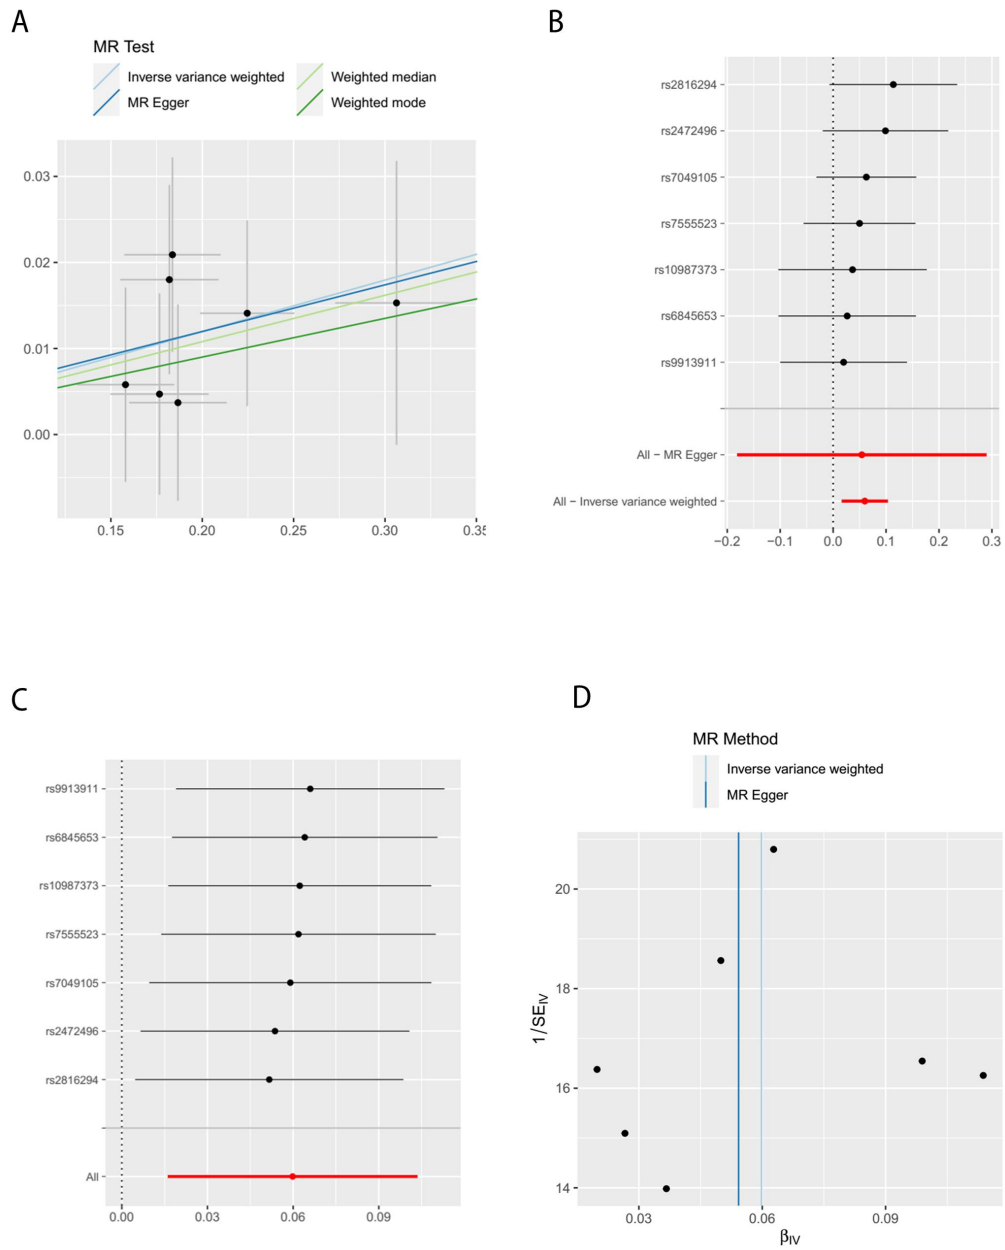 A
MR Test
Inverse variance weighted
Weighted median
MR Egger
Weighted mode
0.03
0.02
0.01
0.00
0.15
0.20
0.25
0.30
0.35
B
rs2816294
rs2472496
rs7049105
rs7555523
rs10987373
rs6845653
rs9913911
All − MR Egger
All − Inverse variance weighted
−0.2
−0.1
0.0
0.1
0.2
0.3
C
rs9913911
rs6845653
rs10987373
rs7555523
rs7049105
rs2472496
rs2816294
All
0.00
0.03
0.06
0.09
D
MR Method
Inverse variance weighted
MR Egger
1/SE_IV
20
18
16
14
0.03
0.06
0.09
β_IV